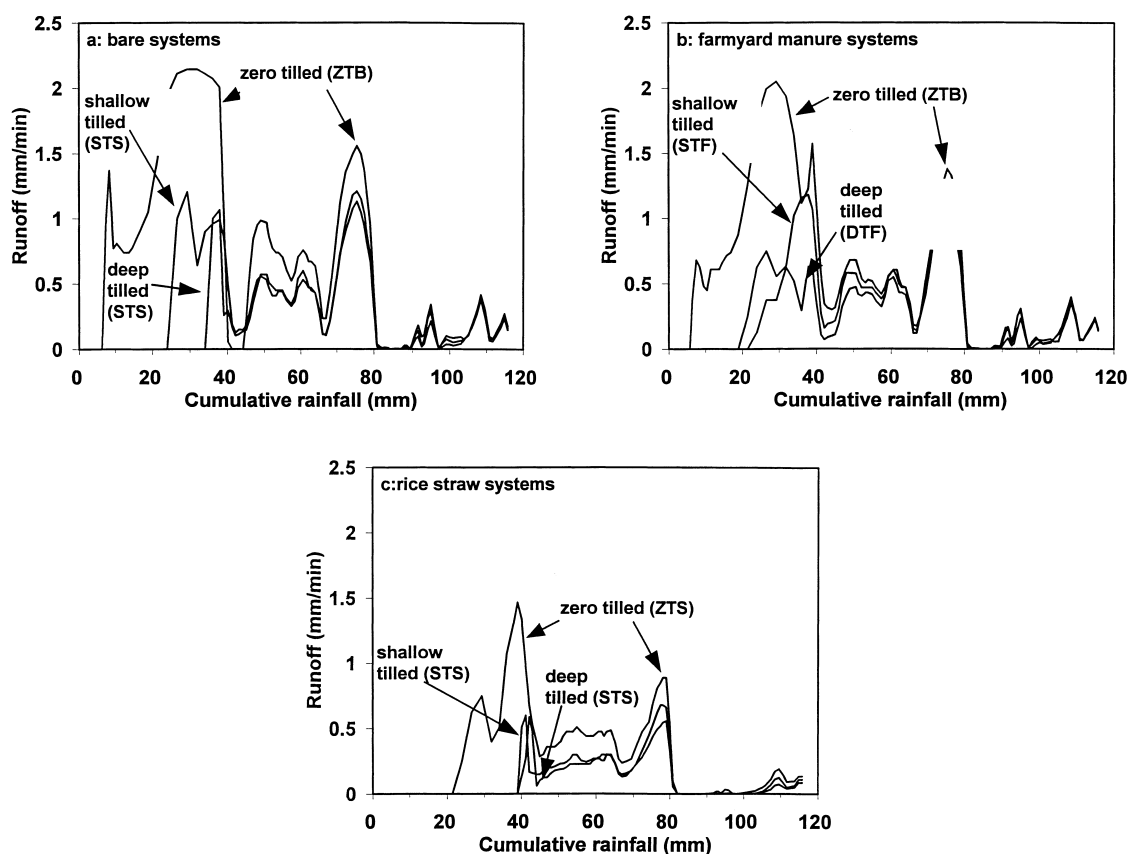 a: bare systems
2.5
2
1.5
1
0.5
0
Runoff (mm/min)
zero tilled (ZTB)
shallow
tilled
(STS)
deep
tilled
(STS)
0 20 40 60 80 100 120
Cumulative rainfall (mm)
b: farmyard manure systems
2.5
2
1.5
1
0.5
0
Runoff (mm/min)
zero tilled (ZTB)
shallow
tilled
(STF)
deep
tilled
(DTF)
0 20 40 60 80 100 120
Cumulative rainfall (mm)
c:rice straw systems
2.5
2
1.5
1
0.5
0
Runoff (mm/min)
zero tilled (ZTS)
shallow
tilled (STS)
deep
tilled (STS)
0 20 40 60 80 100 120
Cumulative rainfall (mm)